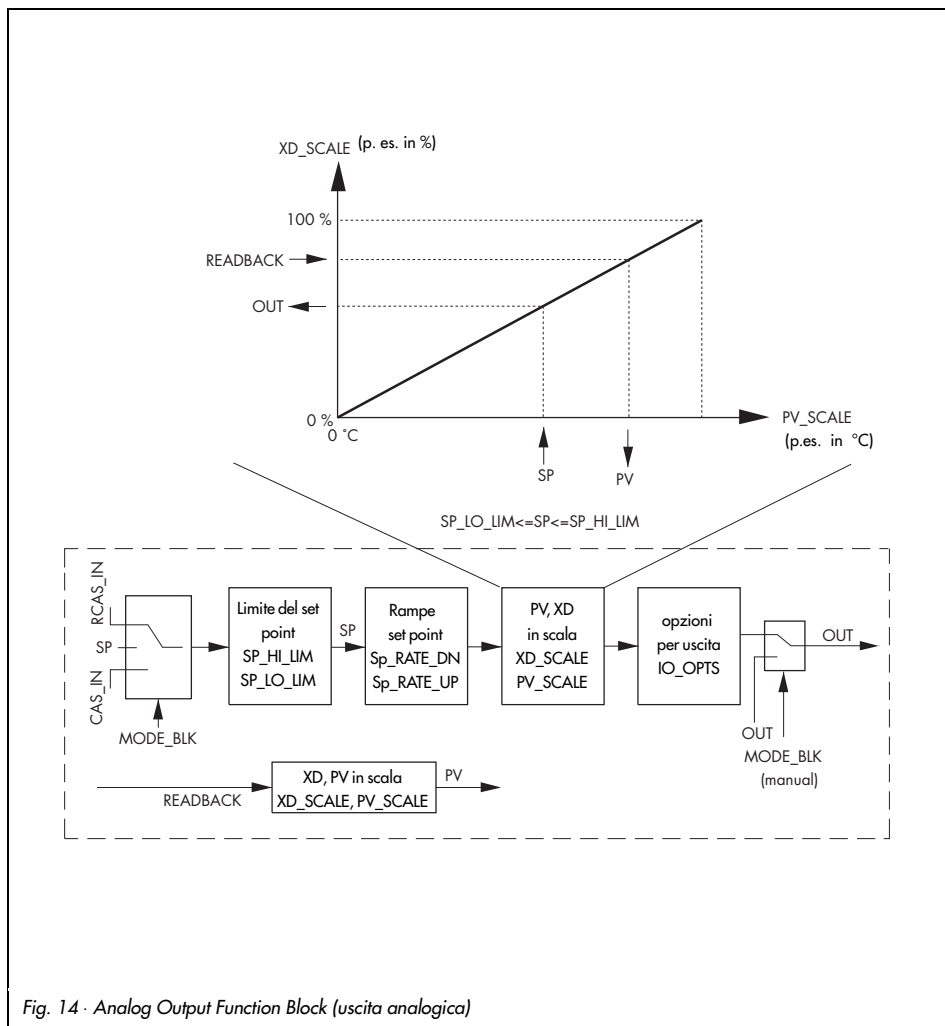 XD_SCALE (p. es. in %)
100 %
READBACK
OUT
0 %
0 °C
PV_SCALE
(p.es. in °C)
SP
PV
SP_LO_LIM<=SP<=SP_HI_LIM
RCAS_IN
SP
CAS_IN
MODE_BLK
Limite del set
point
SP_HI_LIM
SP_LO_LIM
SP
Rampe
set point
Sp_RATE_DN
Sp_RATE_UP
PV, XD
in scala
XD_SCALE
PV_SCALE
opzioni
per uscita
IO_OPTS
OUT
OUT
MODE_BLK
(manual)
READBACK
XD, PV in scala
XD_SCALE, PV_SCALE
PV
Fig. 14 · Analog Output Function Block (uscita analogica)